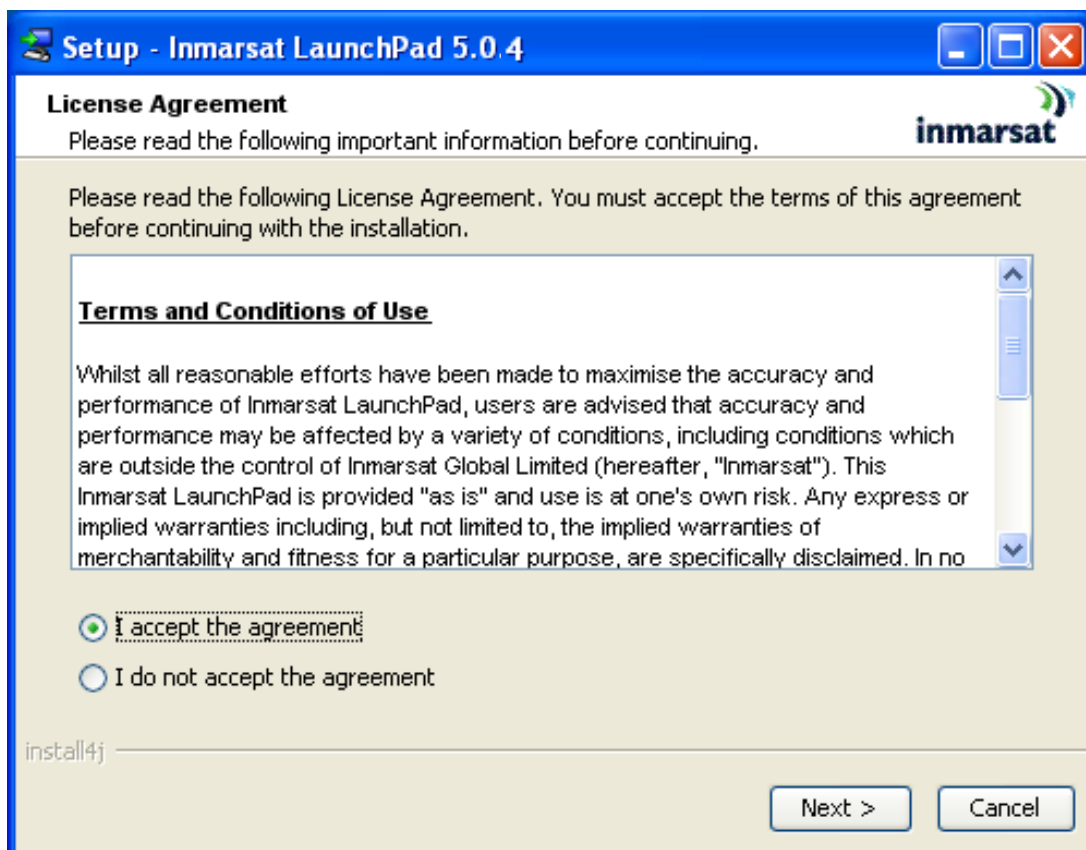 Setup - Inmarsat LaunchPad 5.0.4
License Agreement
Please read the following important information before continuing.
inmarsat
Please read the following License Agreement. You must accept the terms of this agreement
before continuing with the installation.
Terms and Conditions of Use
Whilst all reasonable efforts have been made to maximise the accuracy and
performance of Inmarsat LaunchPad, users are advised that accuracy and
performance may be affected by a variety of conditions, including conditions which
are outside the control of Inmarsat Global Limited (hereafter, "Inmarsat"). This
Inmarsat LaunchPad is provided "as is" and use is at one's own risk. Any express or
implied warranties including, but not limited to, the implied warranties of
merchantability and fitness for a particular purpose, are specifically disclaimed. In no
I accept the agreement
I do not accept the agreement
install4j
Next >
Cancel